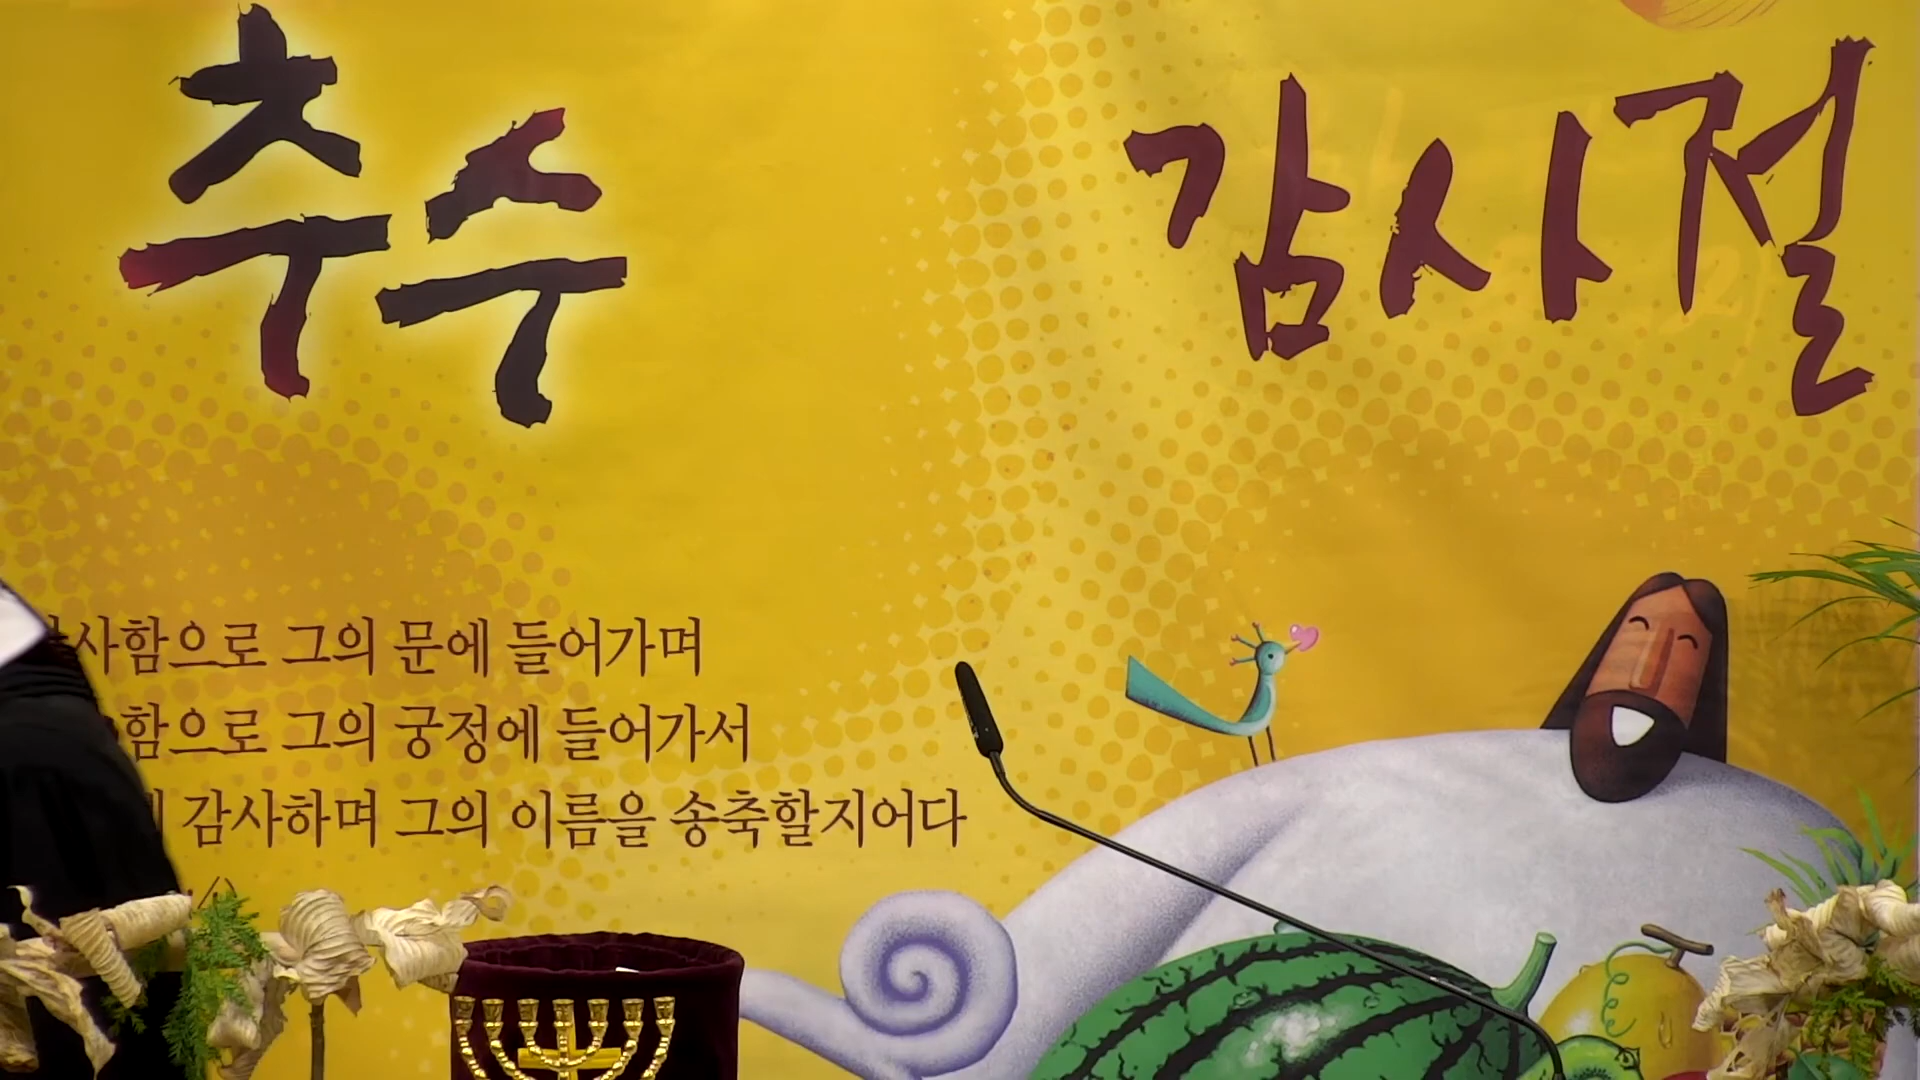 추수 감사절
사함으로 그의 문에 들어가며
함으로 그의 궁정에 들어가서
감사하며 그의 이름을 송축할지어다